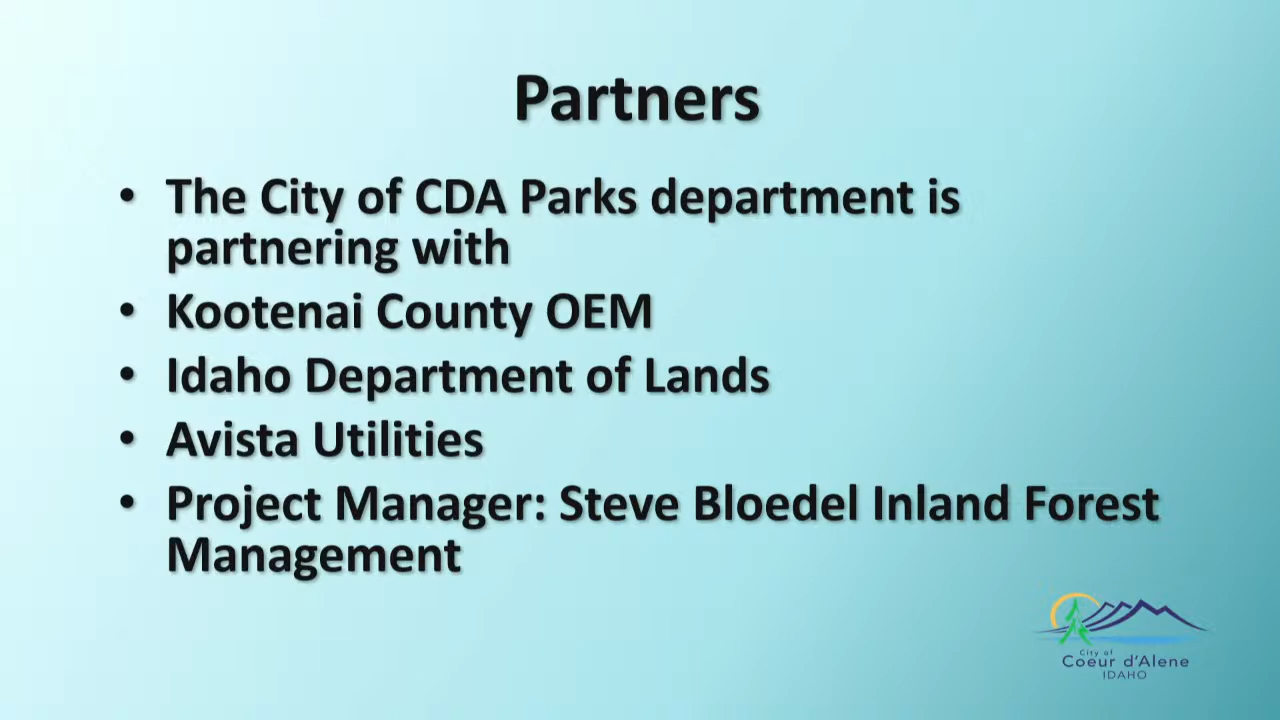 Partners
• The City of CDA Parks department is
partnering with
• Kootenai County OEM
• Idaho Department of Lands
• Avista Utilities
• Project Manager: Steve Bloedel Inland Forest
Management
City of
Coeur d'Alene
IDAHO